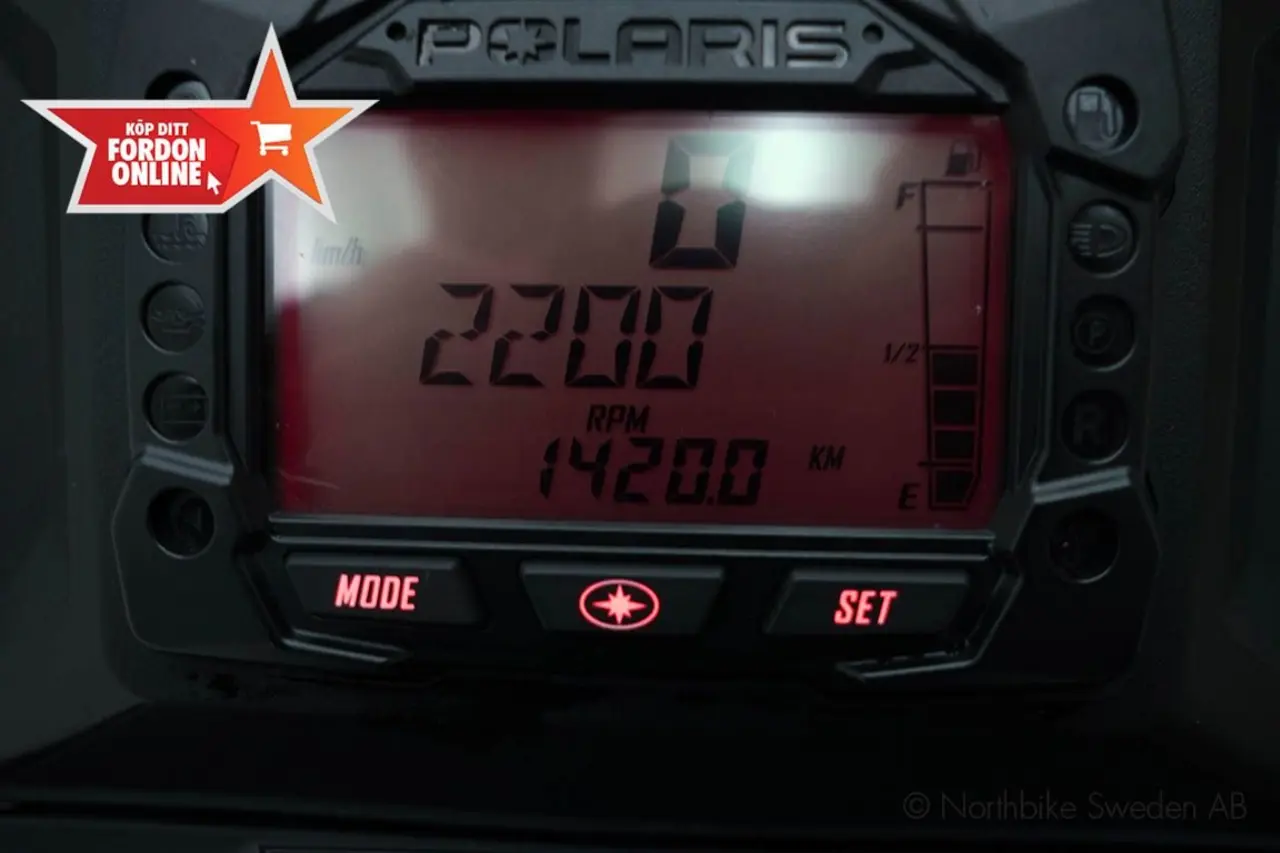 POLARIS
KÖP DITT
FORDON
ONLINE
0
km/h
F
2200
1/2
RPM
1420.0 KM
E
P
R
MODE
SET
© Northbike Sweden AB